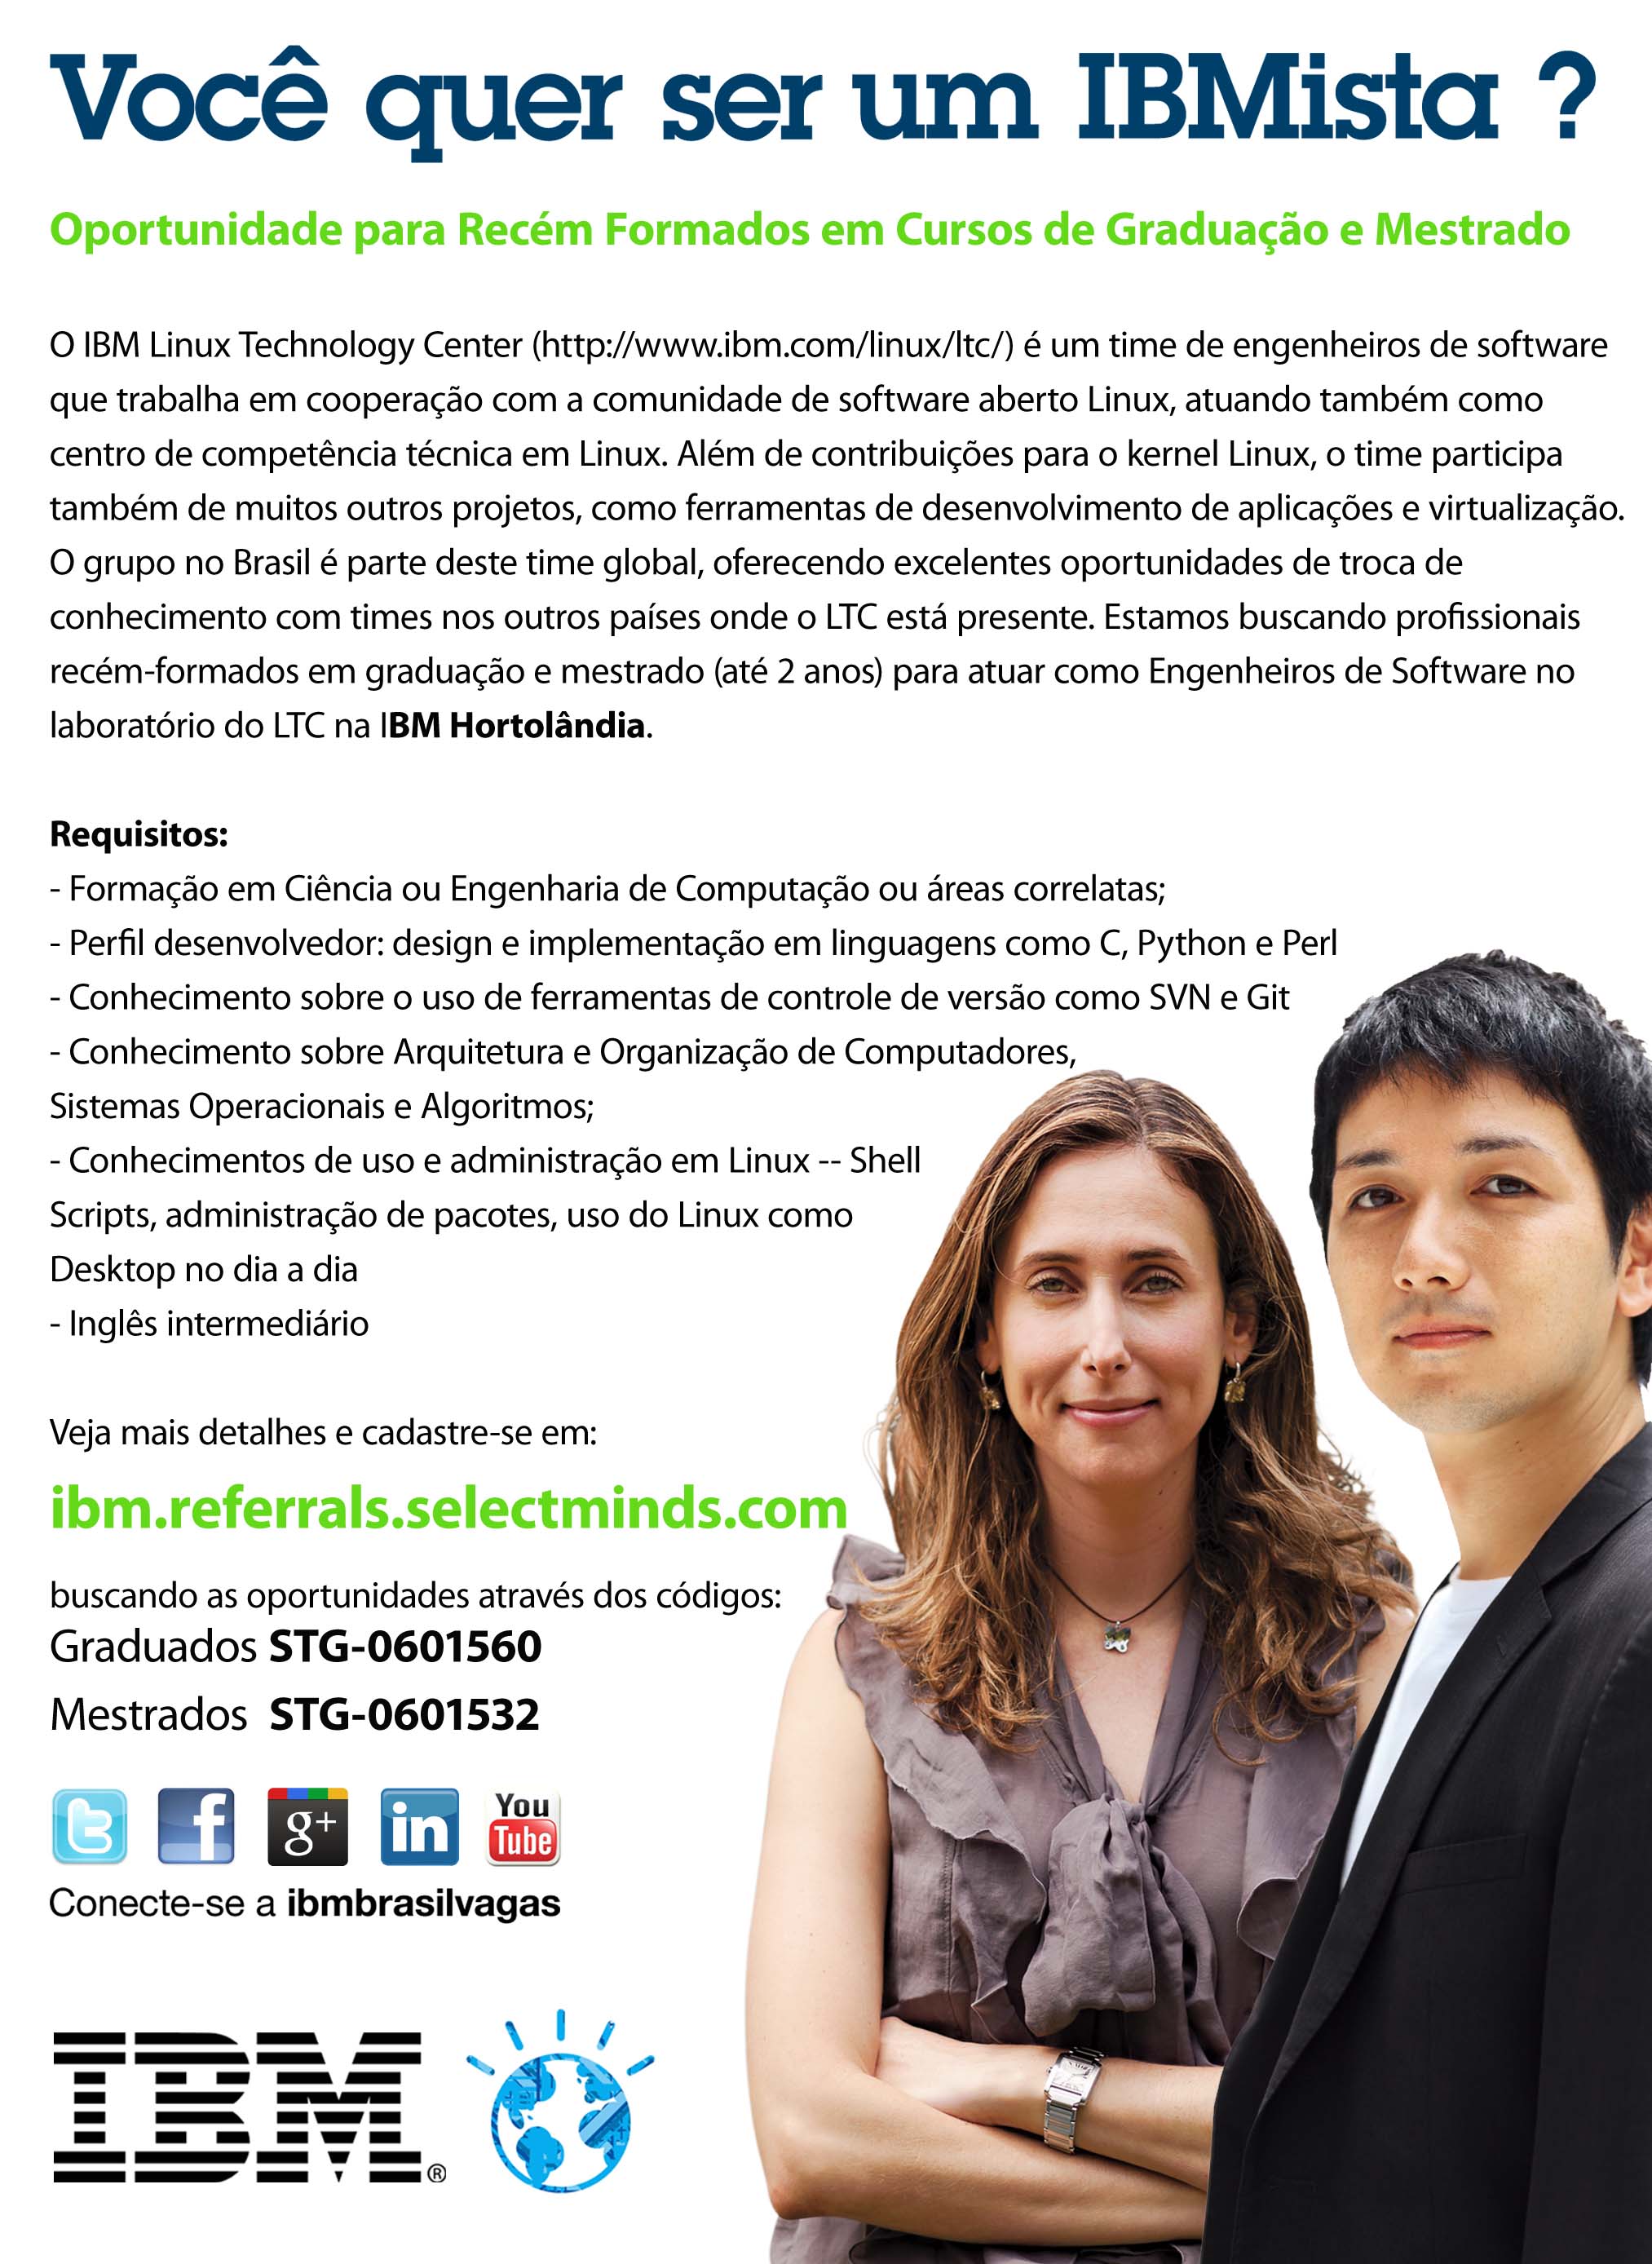 Você quer ser um IBMista ?
Oportunidade para Recém Formados em Cursos de Graduação e Mestrado
O IBM Linux Technology Center (http://www.ibm.com/linux/ltc/) é um time de engenheiros de software
que trabalha em cooperação com a comunidade de software aberto Linux, atuando também como
centro de competência técnica em Linux. Além de contribuições para o kernel Linux, o time participa
também de muitos outros projetos, como ferramentas de desenvolvimento de aplicações e virtualização.
O grupo no Brasil é parte deste time global, oferecendo excelentes oportunidades de troca de
conhecimento com times nos outros países onde o LTC está presente. Estamos buscando profissionais
recém-formados em graduação e mestrado (até 2 anos) para atuar como Engenheiros de Software no
laboratório do LTC na IBM Hortolândia.
Requisitos:
- Formação em Ciência ou Engenharia de Computação ou áreas correlatas;
- Perfil desenvolvedor: design e implementação em linguagens como C, Python e Perl
- Conhecimento sobre o uso de ferramentas de controle de versão como SVN e Git
- Conhecimento sobre Arquitetura e Organização de Computadores,
Sistemas Operacionais e Algoritmos;
- Conhecimentos de uso e administração em Linux -- Shell
Scripts, administração de pacotes, uso do Linux como
Desktop no dia a dia
- Inglês intermediário
Veja mais detalhes e cadastre-se em:
ibm.referrals.selectminds.com
buscando as oportunidades através dos códigos:
Graduados STG-0601560
Mestrados STG-0601532
t f g+ in You Tube
Conecte-se a ibmbrasilvagas
IBM®